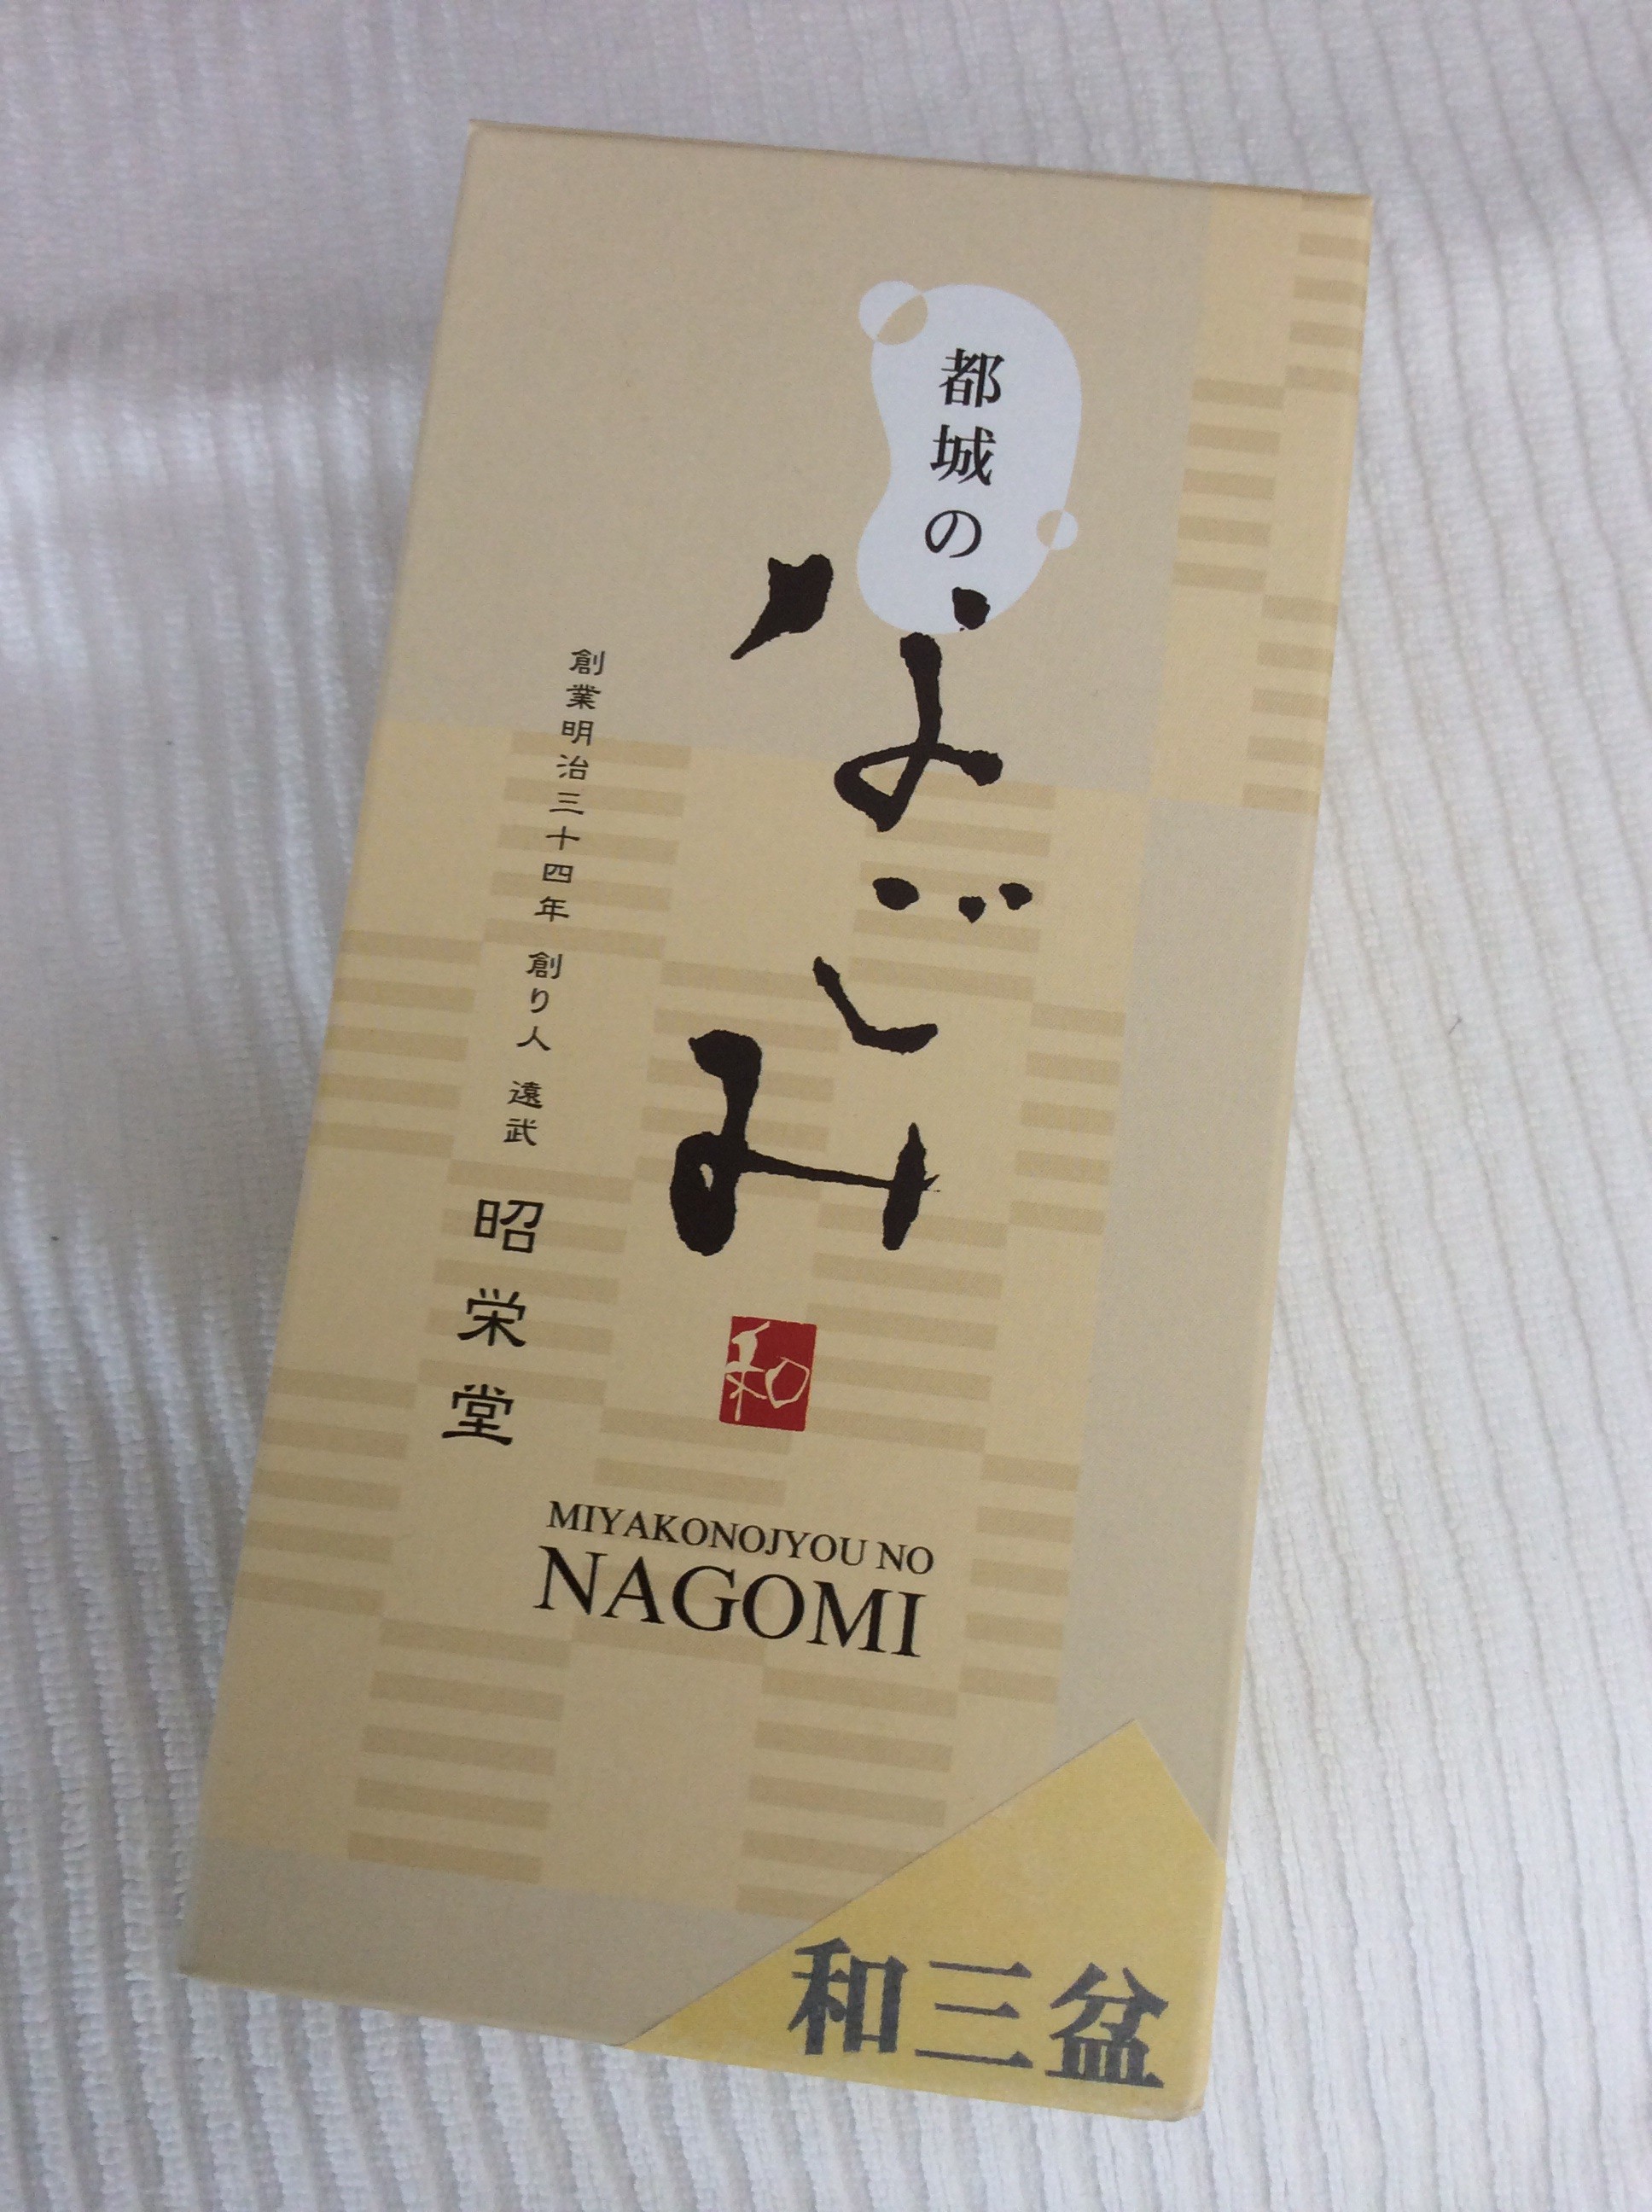 都城の
なごみ
和
創業明治三十四年 創り人 遠武
昭栄堂
MIYAKONOJYOU NO
NAGOMI
和三盆